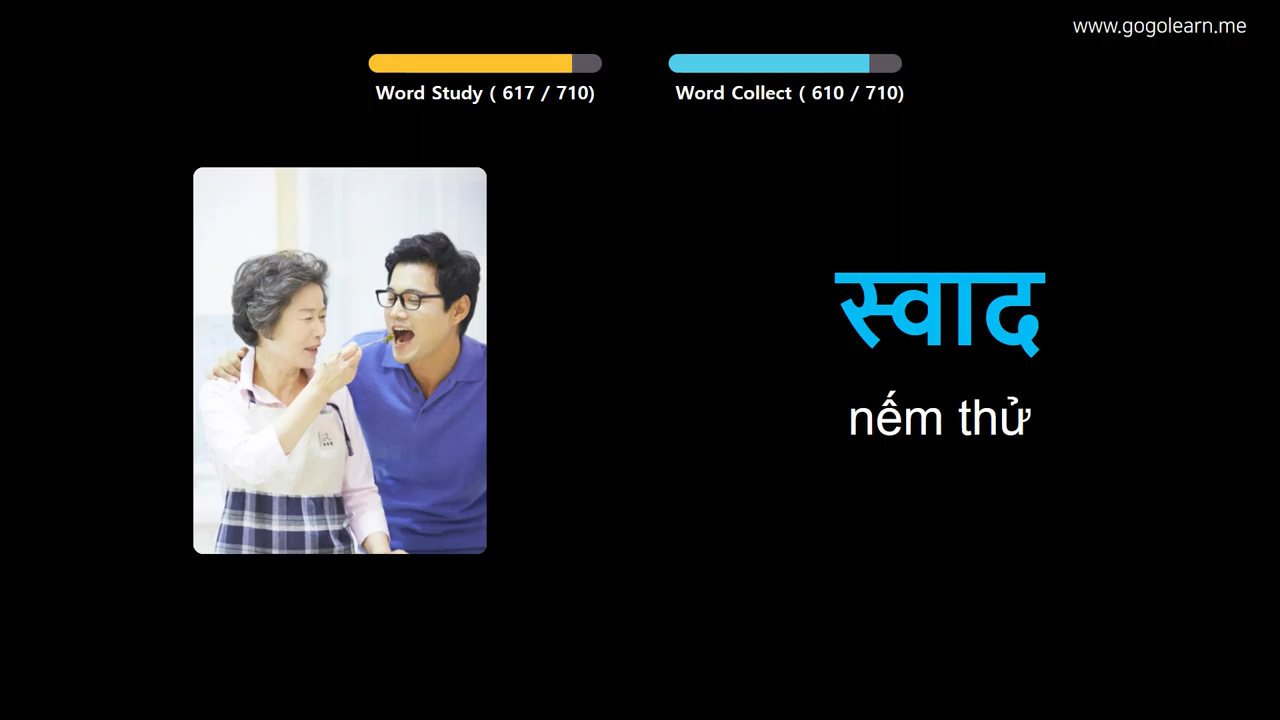 www.gogolearn.me
Word Study ( 617 / 710)
Word Collect ( 610 / 710)
स्वाद
nếm thử